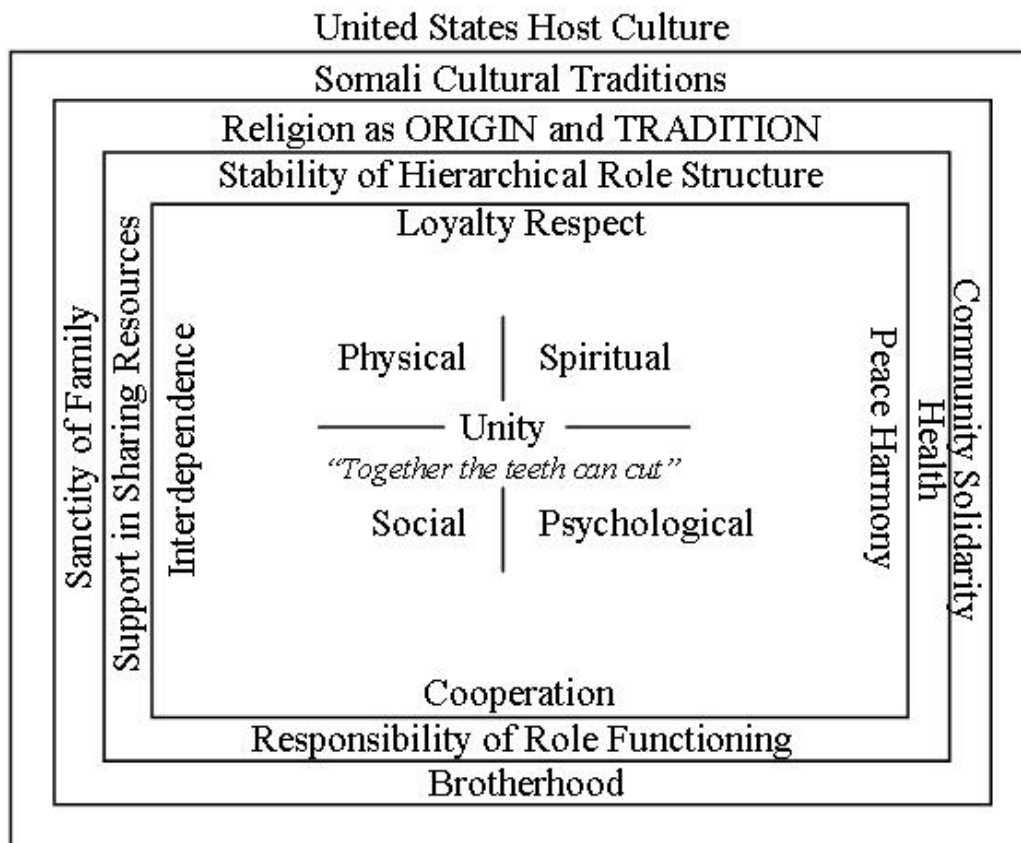 United States Host Culture
Somali Cultural Traditions
Religion as ORIGIN and TRADITION
Stability of Hierarchical Role Structure
Loyalty Respect
Sanctity of Family
Support in Sharing Resources
Interdependence
Physical
Spiritual
Unity
“Together the teeth can cut”
Social
Psychological
Peace Harmony
Health
Community Solidarity
Cooperation
Responsibility of Role Functioning
Brotherhood